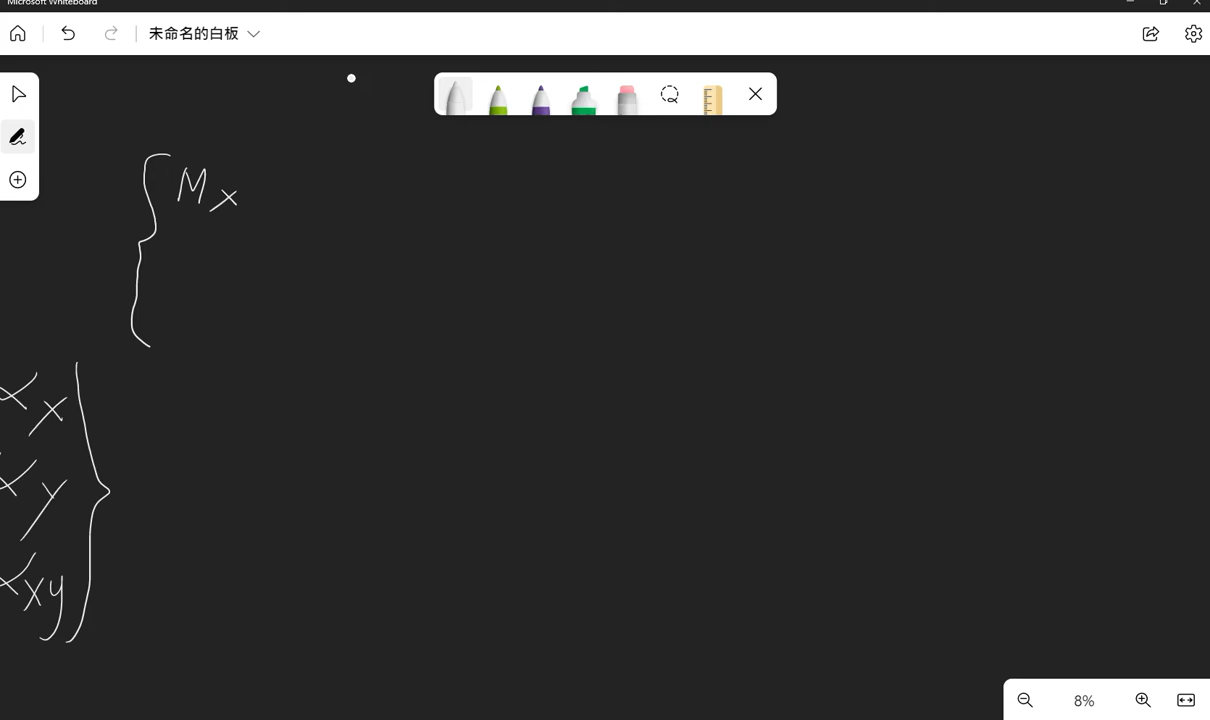 Microsoft Whiteboard
未命名的白板
{ M x
x
y
xy }
8%